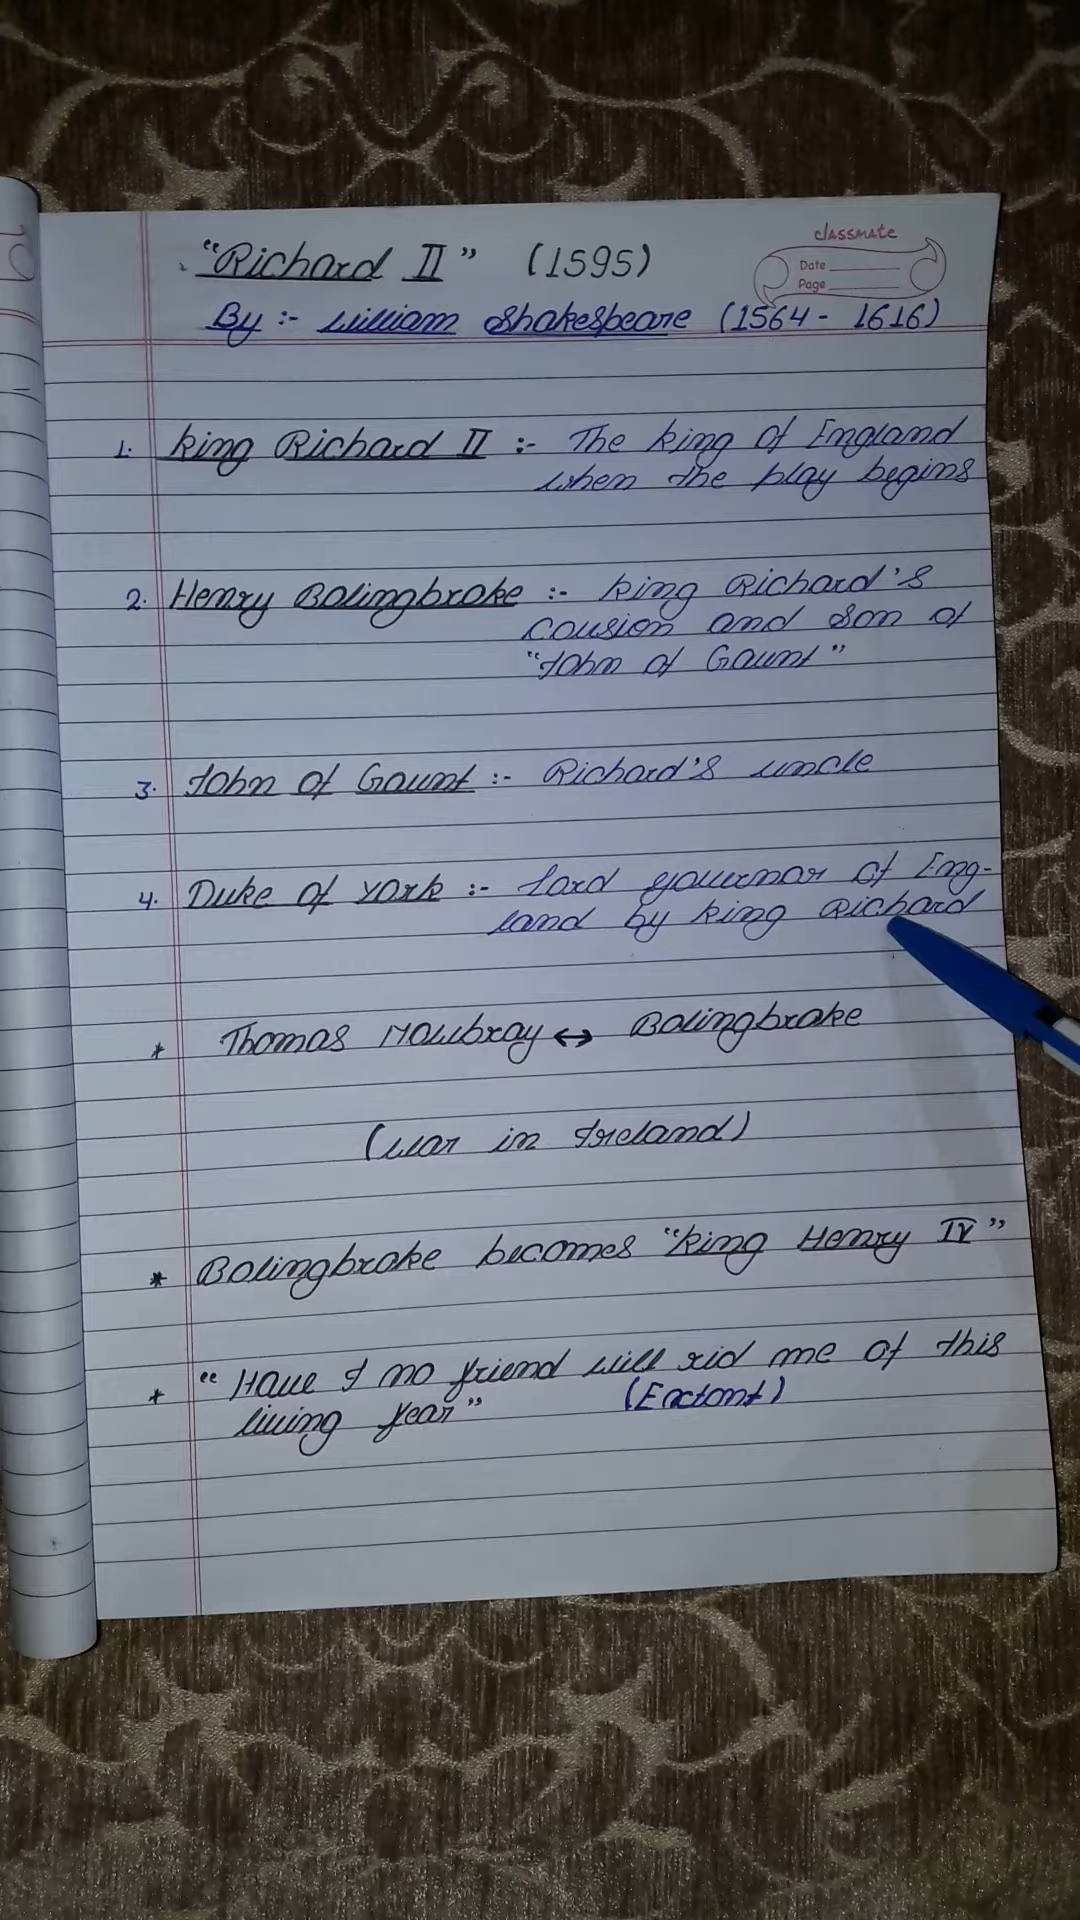 "Richard II" (1595)
classmate
Date
Page
By :- William Shakespeare (1564 - 1616)
1. King Richard II :- The king of England
when the play begins
2. Henry Bolingbroke :- King Richard's
cousion and son of
"John of Gaunt"
3. John of Gaunt :- Richard's uncle
4. Duke of York :- Lord governor of Eng-
land by king Richard
* Thomas Mowbray ↔ Bolingbroke
(war in Ireland)
* Bolingbroke becomes "King Henry IV"
* "Have I no friend will rid me of this
living fear" (Exton)